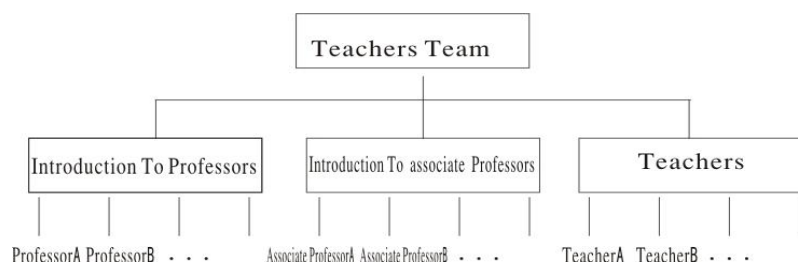 Teachers Team
Introduction To Professors
Introduction To associate Professors
Teachers
ProfessorA ProfessorB . . .
Associate ProfessorA Associate ProfessorB . . .
TeacherA TeacherB . . .